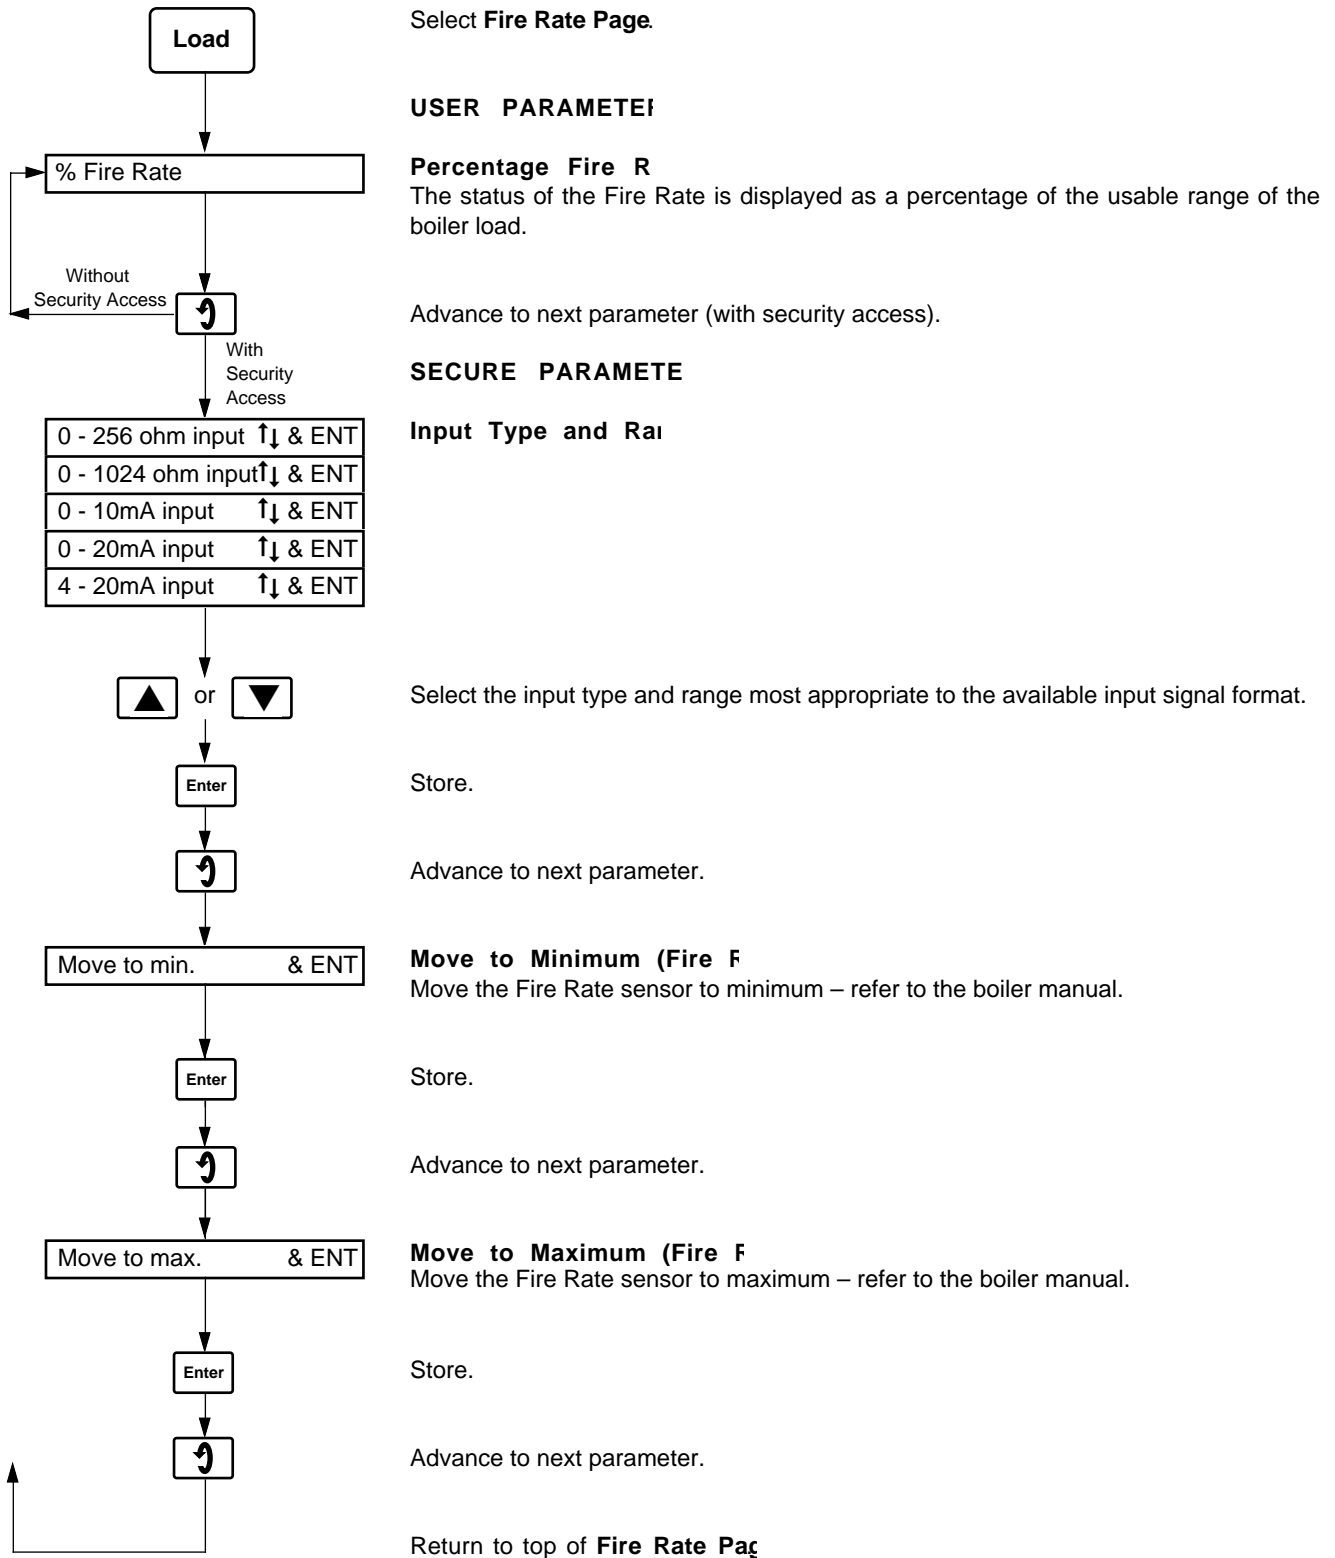 Load
Select Fire Rate Page.
USER PARAMETER
% Fire Rate
Percentage Fire R
The status of the Fire Rate is displayed as a percentage of the usable range of the
boiler load.
Without
Security Access
Advance to next parameter (with security access).
With
Security
Access
SECURE PARAMETE
Input Type and Ran
0 - 256 ohm input ↑↓ & ENT
0 - 1024 ohm input↑↓ & ENT
0 - 10mA input ↑↓ & ENT
0 - 20mA input ↑↓ & ENT
4 - 20mA input ↑↓ & ENT
▲ or ▼
Select the input type and range most appropriate to the available input signal format.
Enter
Store.
Advance to next parameter.
Move to min. & ENT
Move to Minimum (Fire R
Move the Fire Rate sensor to minimum – refer to the boiler manual.
Enter
Store.
Advance to next parameter.
Move to max. & ENT
Move to Maximum (Fire R
Move the Fire Rate sensor to maximum – refer to the boiler manual.
Enter
Store.
Advance to next parameter.
Return to top of Fire Rate Pag